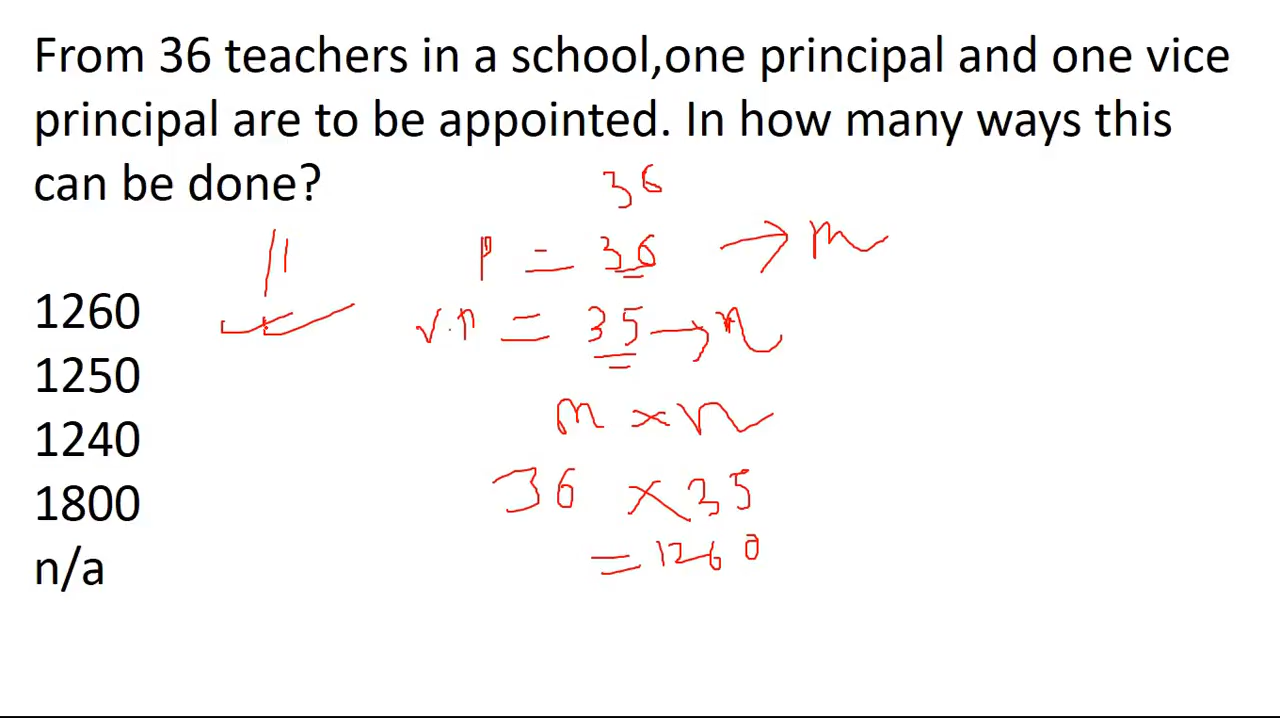 From 36 teachers in a school,one principal and one vice
principal are to be appointed. In how many ways this
can be done?
36
P = 36 → m
1260
V.P = 35 → n
1250
m × n
1240
1800
36 × 35
= 1260
n/a